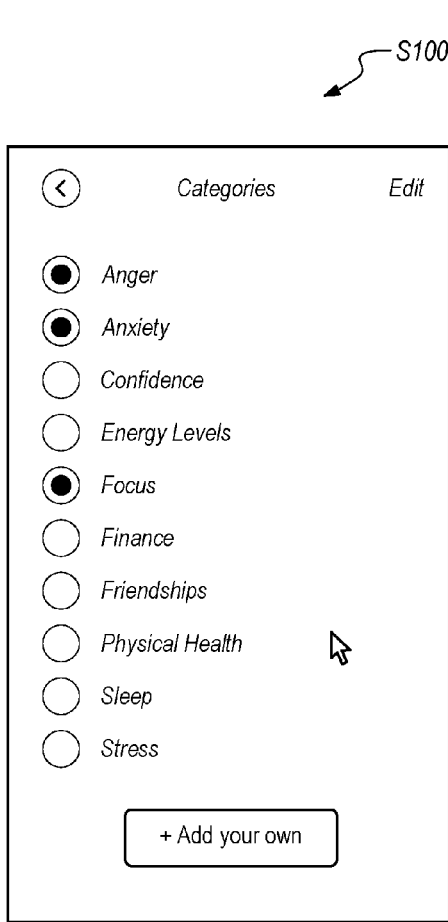 S100
Categories Edit
Anger
Anxiety
Confidence
Energy Levels
Focus
Finance
Friendships
Physical Health
Sleep
Stress
+ Add your own